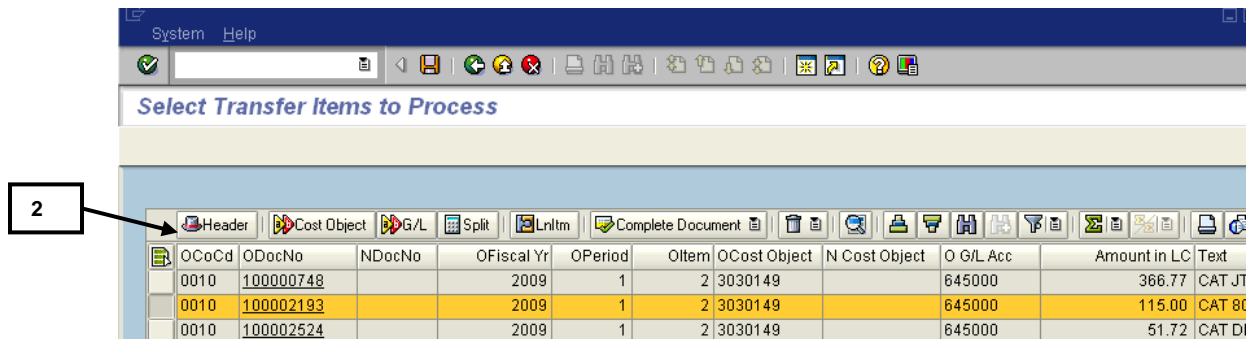 System Help
Select Transfer Items to Process
2
Header Cost Object G/L Split LnItm Complete Document
OCoCd ODocNo NDocNo OFiscal Yr OPeriod OItem OCost Object N Cost Object O G/L Acc Amount in LC Text
0010 100000748 2009 1 2 3030149 645000 366.77 CAT JT
0010 100002193 2009 1 2 3030149 645000 115.00 CAT 80
0010 100002524 2009 1 2 3030149 645000 51.72 CAT